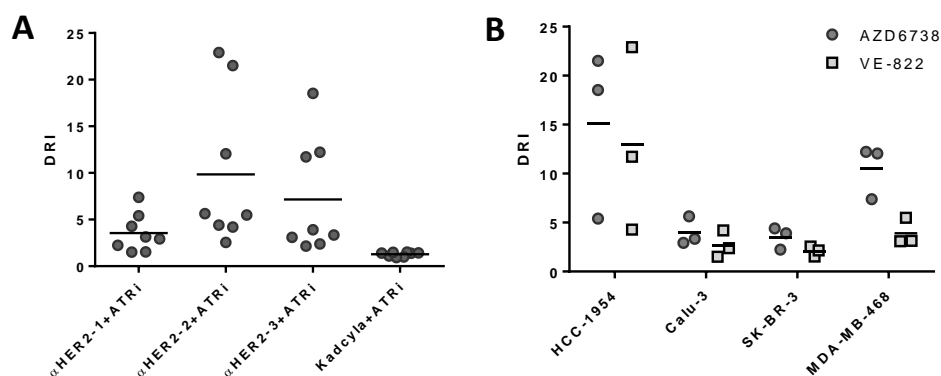 A
DRI
25
20
15
10
5
0
αHER2-1+ATRi
αHER2-2+ATRi
αHER2-3+ATRi
Kadcyla+ATRi
B
DRI
25
20
15
10
5
0
HCC-1954
Calu-3
SK-BR-3
MDA-MB-468
AZD6738
VE-822